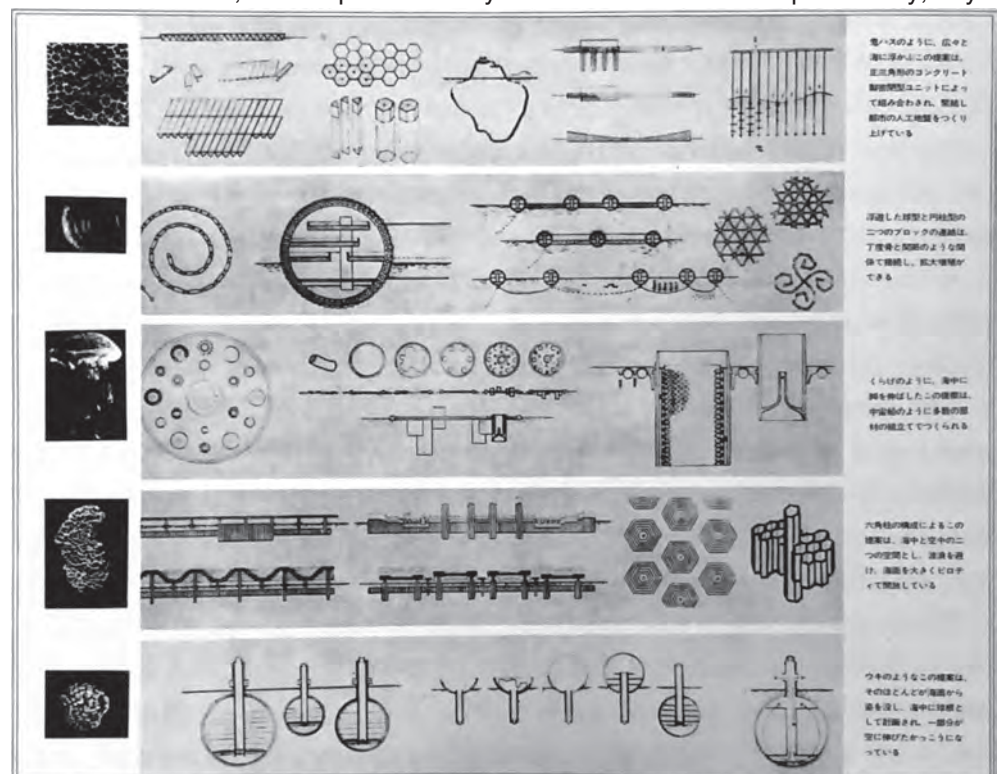 鬼ハスのように、広々と
海に浮かぶこの提案は、
正三角形のコンクリート
製密閉型ユニットによっ
て組み合わされ、緊結し
都市の人工地盤をつくり
上げている
浮遊した球型と円柱型の
二つのブロックの連結は、
丁度骨と関節のような関
係で接続し、拡大増殖が
できる
くらげのように、海中に
脚を伸ばしたこの提案は、
宇宙船のように多数の部
材の組立てでつくられる
六角柱の構成によるこの
提案は、海中と空中の二
つの空間とし、波浪を避
け、海面を大きくピロテ
ィで開放している
ウキのようなこの提案は、
そのほとんどが海面から
姿を没し、海中に球根と
して計画され、一部分が
空に伸びたかっこうにな
っている